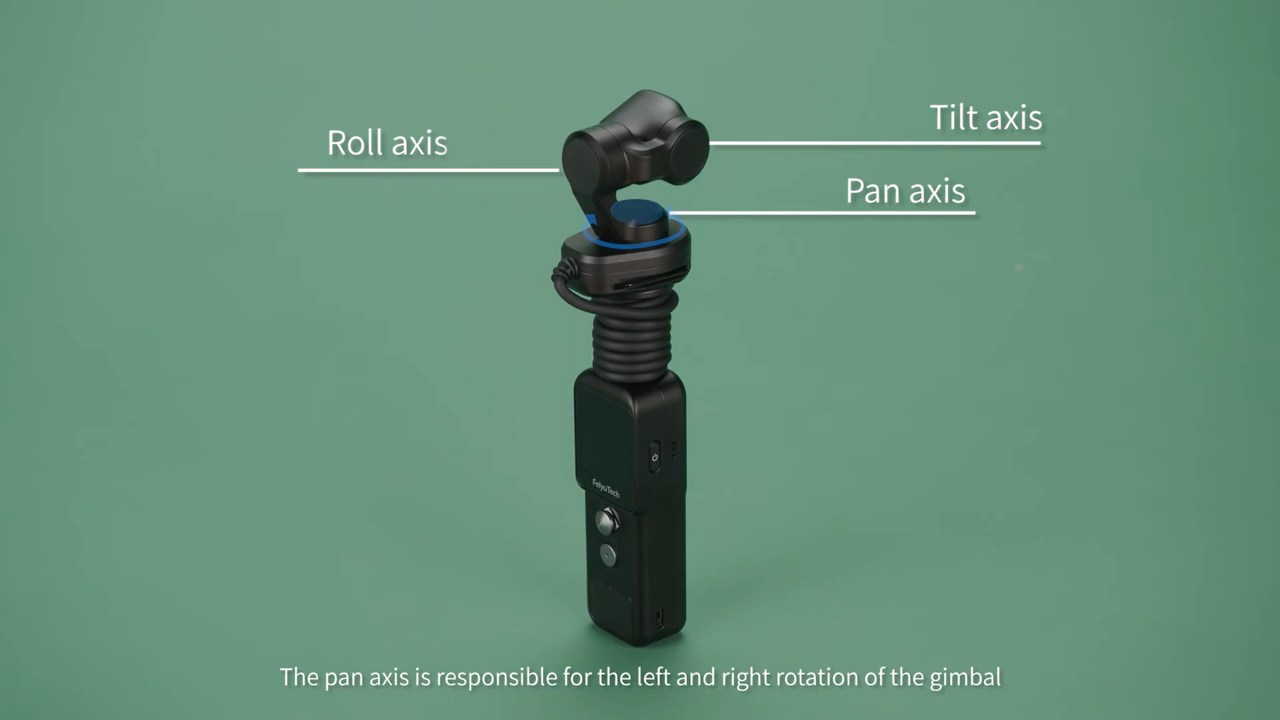 Tilt axis
Roll axis
Pan axis
FeiyuTech
The pan axis is responsible for the left and right rotation of the gimbal